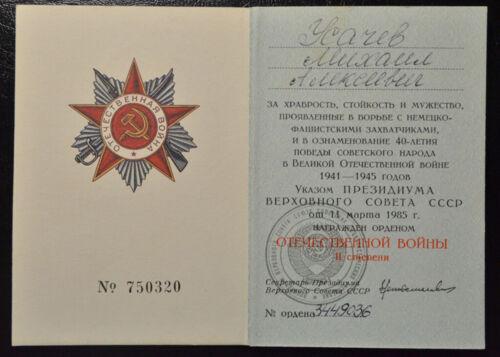 ОТЕЧЕСТВЕННАЯ ВОЙНА
№ 750320
Усачев
Михаил
Алексеевич
ЗА ХРАБРОСТЬ, СТОЙКОСТЬ И МУЖЕСТВО,
ПРОЯВЛЕННЫЕ В БОРЬБЕ С НЕМЕЦКО-
ФАШИСТСКИМИ ЗАХВАТЧИКАМИ,
И В ОЗНАМЕНОВАНИЕ 40-ЛЕТИЯ
ПОБЕДЫ СОВЕТСКОГО НАРОДА
В ВЕЛИКОЙ ОТЕЧЕСТВЕННОЙ ВОЙНЕ
1941—1945 ГОДОВ
УКАЗОМ ПРЕЗИДИУМА
ВЕРХОВНОГО СОВЕТА СССР
от 11 марта 1985 г.
НАГРАЖДЕН ОРДЕНОМ
ОТЕЧЕСТВЕННОЙ ВОЙНЫ
II степени
Секретарь Президиума
Верховного Совета СССР
№ ордена 3449036